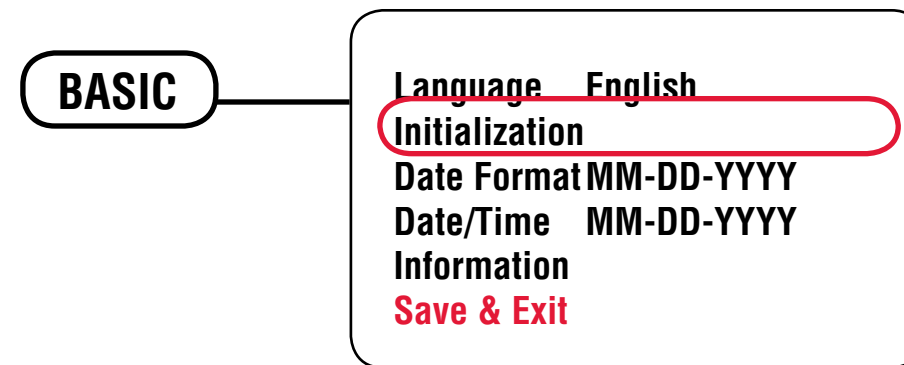 BASIC
Language English
Initialization
Date Format MM-DD-YYYY
Date/Time MM-DD-YYYY
Information
Save & Exit